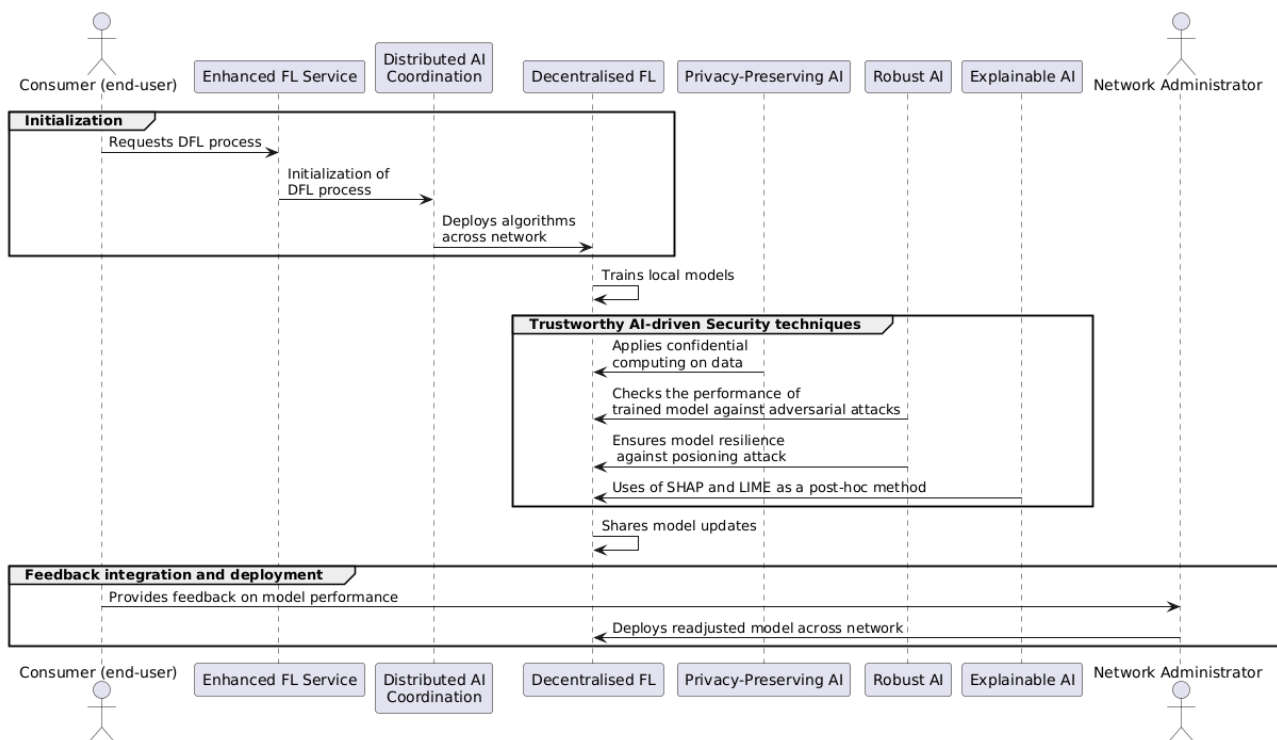 Consumer (end-user)
Enhanced FL Service
Distributed AI
Coordination
Decentralised FL
Privacy-Preserving AI
Robust AI
Explainable AI
Network Administrator
Initialization
Requests DFL process
Initialization of
DFL process
Deploys algorithms
across network
Trains local models
Trustworthy AI-driven Security techniques
Applies confidential
computing on data
Checks the performance of
trained model against adversarial attacks
Ensures model resilience
against posioning attack
Uses of SHAP and LIME as a post-hoc method
Shares model updates
Feedback integration and deployment
Provides feedback on model performance
Deploys readjusted model across network
Consumer (end-user)
Enhanced FL Service
Distributed AI
Coordination
Decentralised FL
Privacy-Preserving AI
Robust AI
Explainable AI
Network Administrator